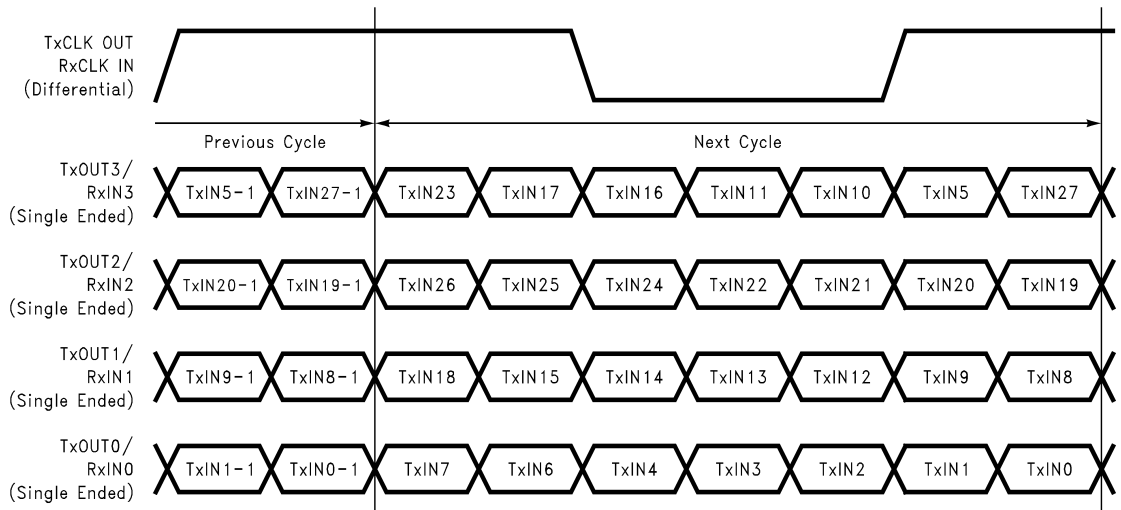 TxCLK OUT
RxCLK IN
(Differential)
Previous Cycle
Next Cycle
TxOUT3/
RxIN3
(Single Ended)
TxIN5-1 TxIN27-1 TxIN23 TxIN17 TxIN16 TxIN11 TxIN10 TxIN5 TxIN27
TxOUT2/
RxIN2
(Single Ended)
TxIN20-1 TxIN19-1 TxIN26 TxIN25 TxIN24 TxIN22 TxIN21 TxIN20 TxIN19
TxOUT1/
RxIN1
(Single Ended)
TxIN9-1 TxIN8-1 TxIN18 TxIN15 TxIN14 TxIN13 TxIN12 TxIN9 TxIN8
TxOUT0/
RxIN0
(Single Ended)
TxIN1-1 TxIN0-1 TxIN7 TxIN6 TxIN4 TxIN3 TxIN2 TxIN1 TxIN0